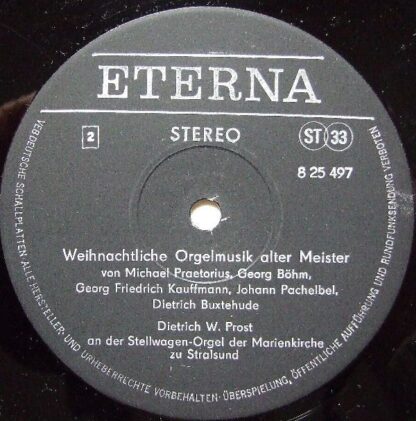 ETERNA
2 STEREO ST 33
8 25 497
Weihnachtliche Orgelmusik alter Meister
von Michael Praetorius, Georg Böhm,
Georg Friedrich Kauffmann, Johann Pachelbel,
Dietrich Buxtehude
Dietrich W. Prost
an der Stellwagen-Orgel der Marienkirche
zu Stralsund
VEB DEUTSCHE SCHALLPLATTEN · ALLE HERSTELLER- UND URHEBERRECHTE VORBEHALTEN · ÜBERSPIELUNG, ÖFFENTLICHE AUFFÜHRUNG UND RUNDFUNKSENDUNG VERBOTEN